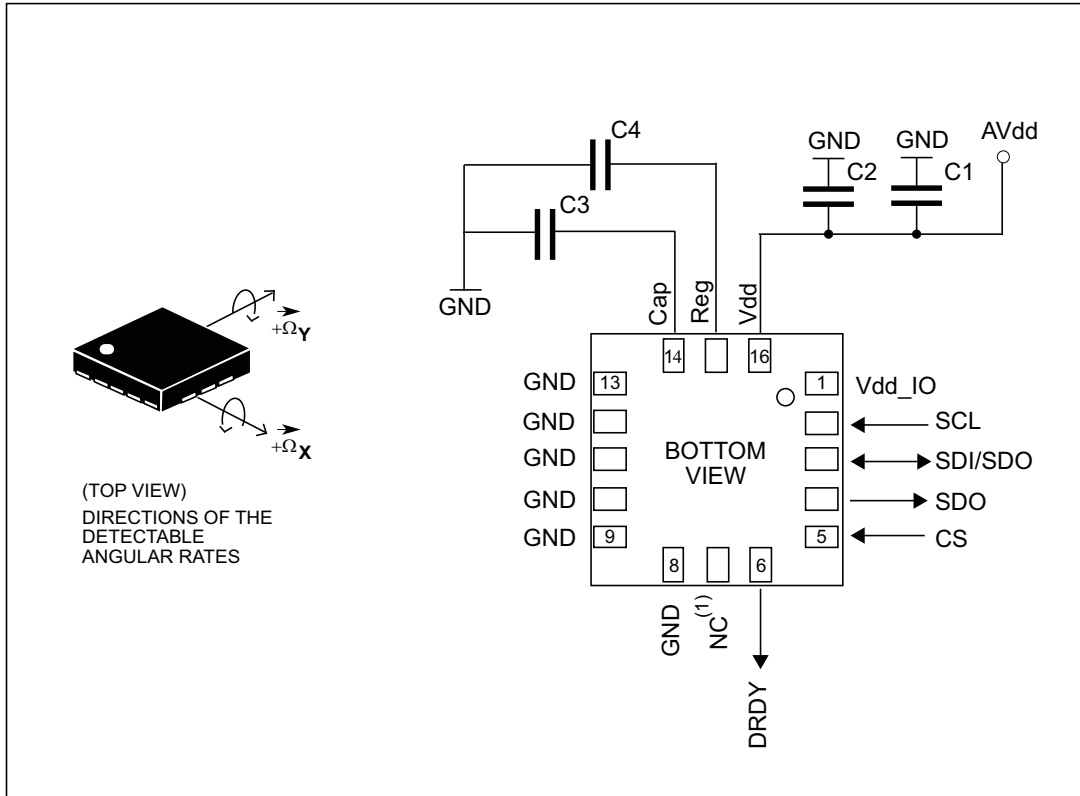 C4
C3
GND
GND
GND
AVdd
C2
C1
Cap
Reg
Vdd
+ΩY
+ΩX
(TOP VIEW)
DIRECTIONS OF THE
DETECTABLE
ANGULAR RATES
14
16
GND 13
1 Vdd_IO
GND
SCL
GND
BOTTOM
VIEW
SDI/SDO
GND
SDO
GND 9
5 CS
8
6
GND
NC(1)
DRDY